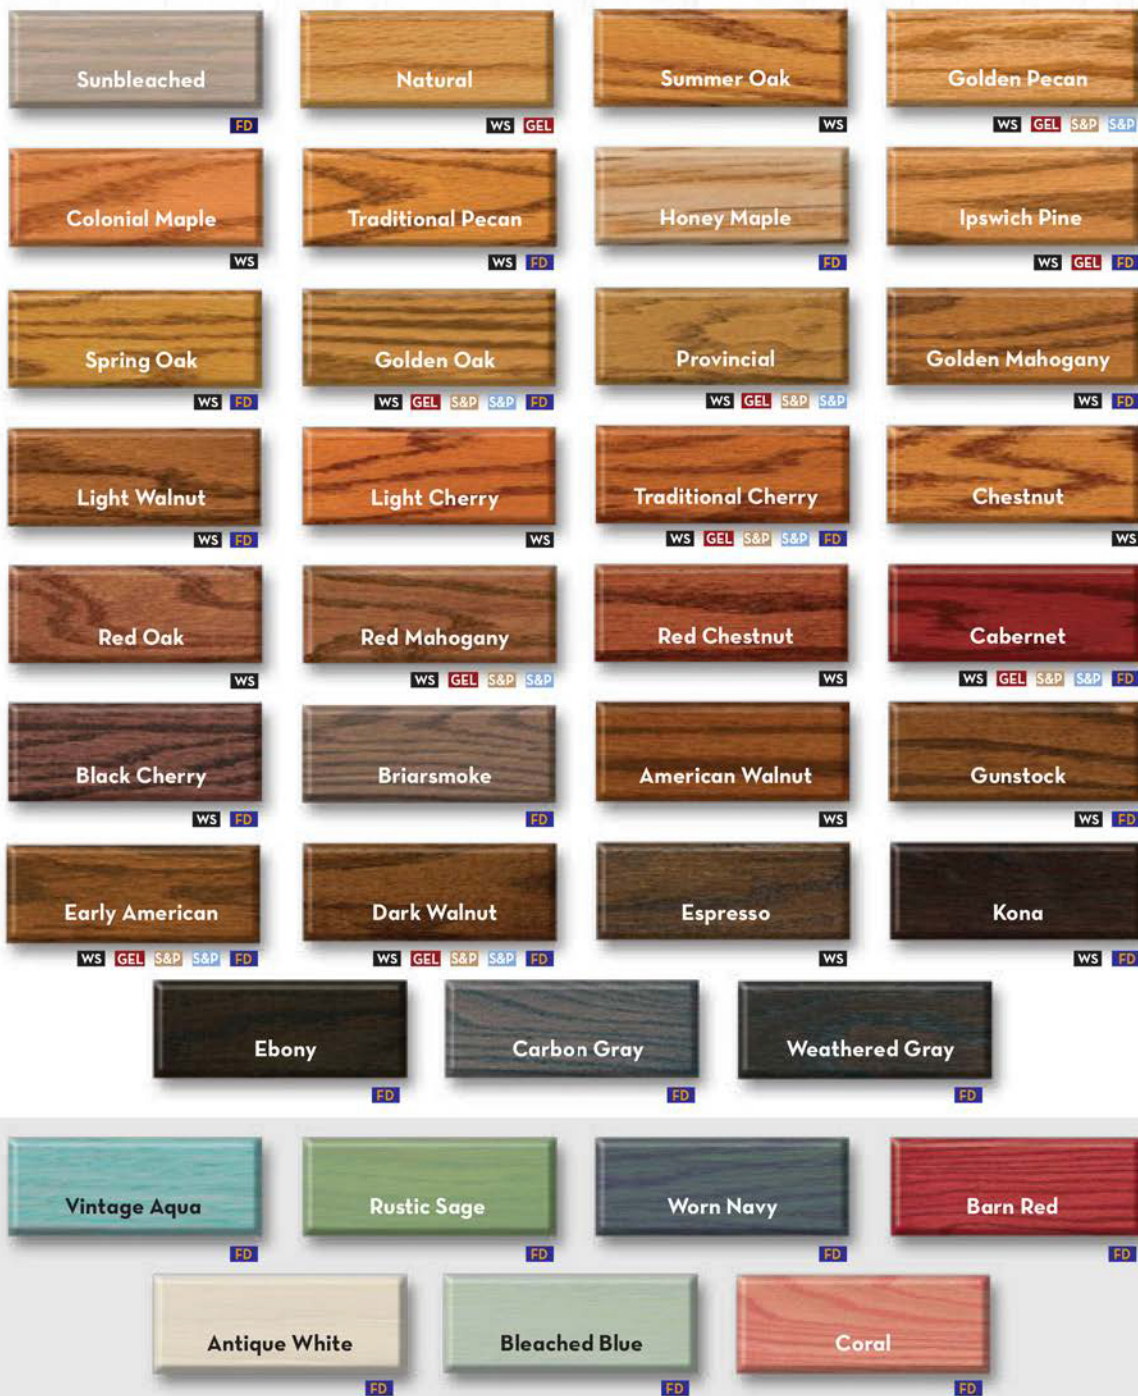 Sunbleached Natural Summer Oak Golden Pecan
FD WS GEL WS WS GEL S&P S&P
Colonial Maple Traditional Pecan Honey Maple Ipswich Pine
WS WS FD FD WS GEL FD
Spring Oak Golden Oak Provincial Golden Mahogany
WS FD WS GEL S&P S&P FD WS GEL S&P S&P WS FD
Light Walnut Light Cherry Traditional Cherry Chestnut
WS FD WS WS GEL S&P S&P FD WS
Red Oak Red Mahogany Red Chestnut Cabernet
WS WS GEL S&P S&P WS WS GEL S&P S&P FD
Black Cherry Briarsmoke American Walnut Gunstock
WS FD FD WS WS FD
Early American Dark Walnut Espresso Kona
WS GEL S&P S&P FD WS GEL S&P S&P FD WS WS FD
Ebony Carbon Gray Weathered Gray
FD FD FD
Vintage Aqua Rustic Sage Worn Navy Barn Red
FD FD FD FD
Antique White Bleached Blue Coral
FD FD FD